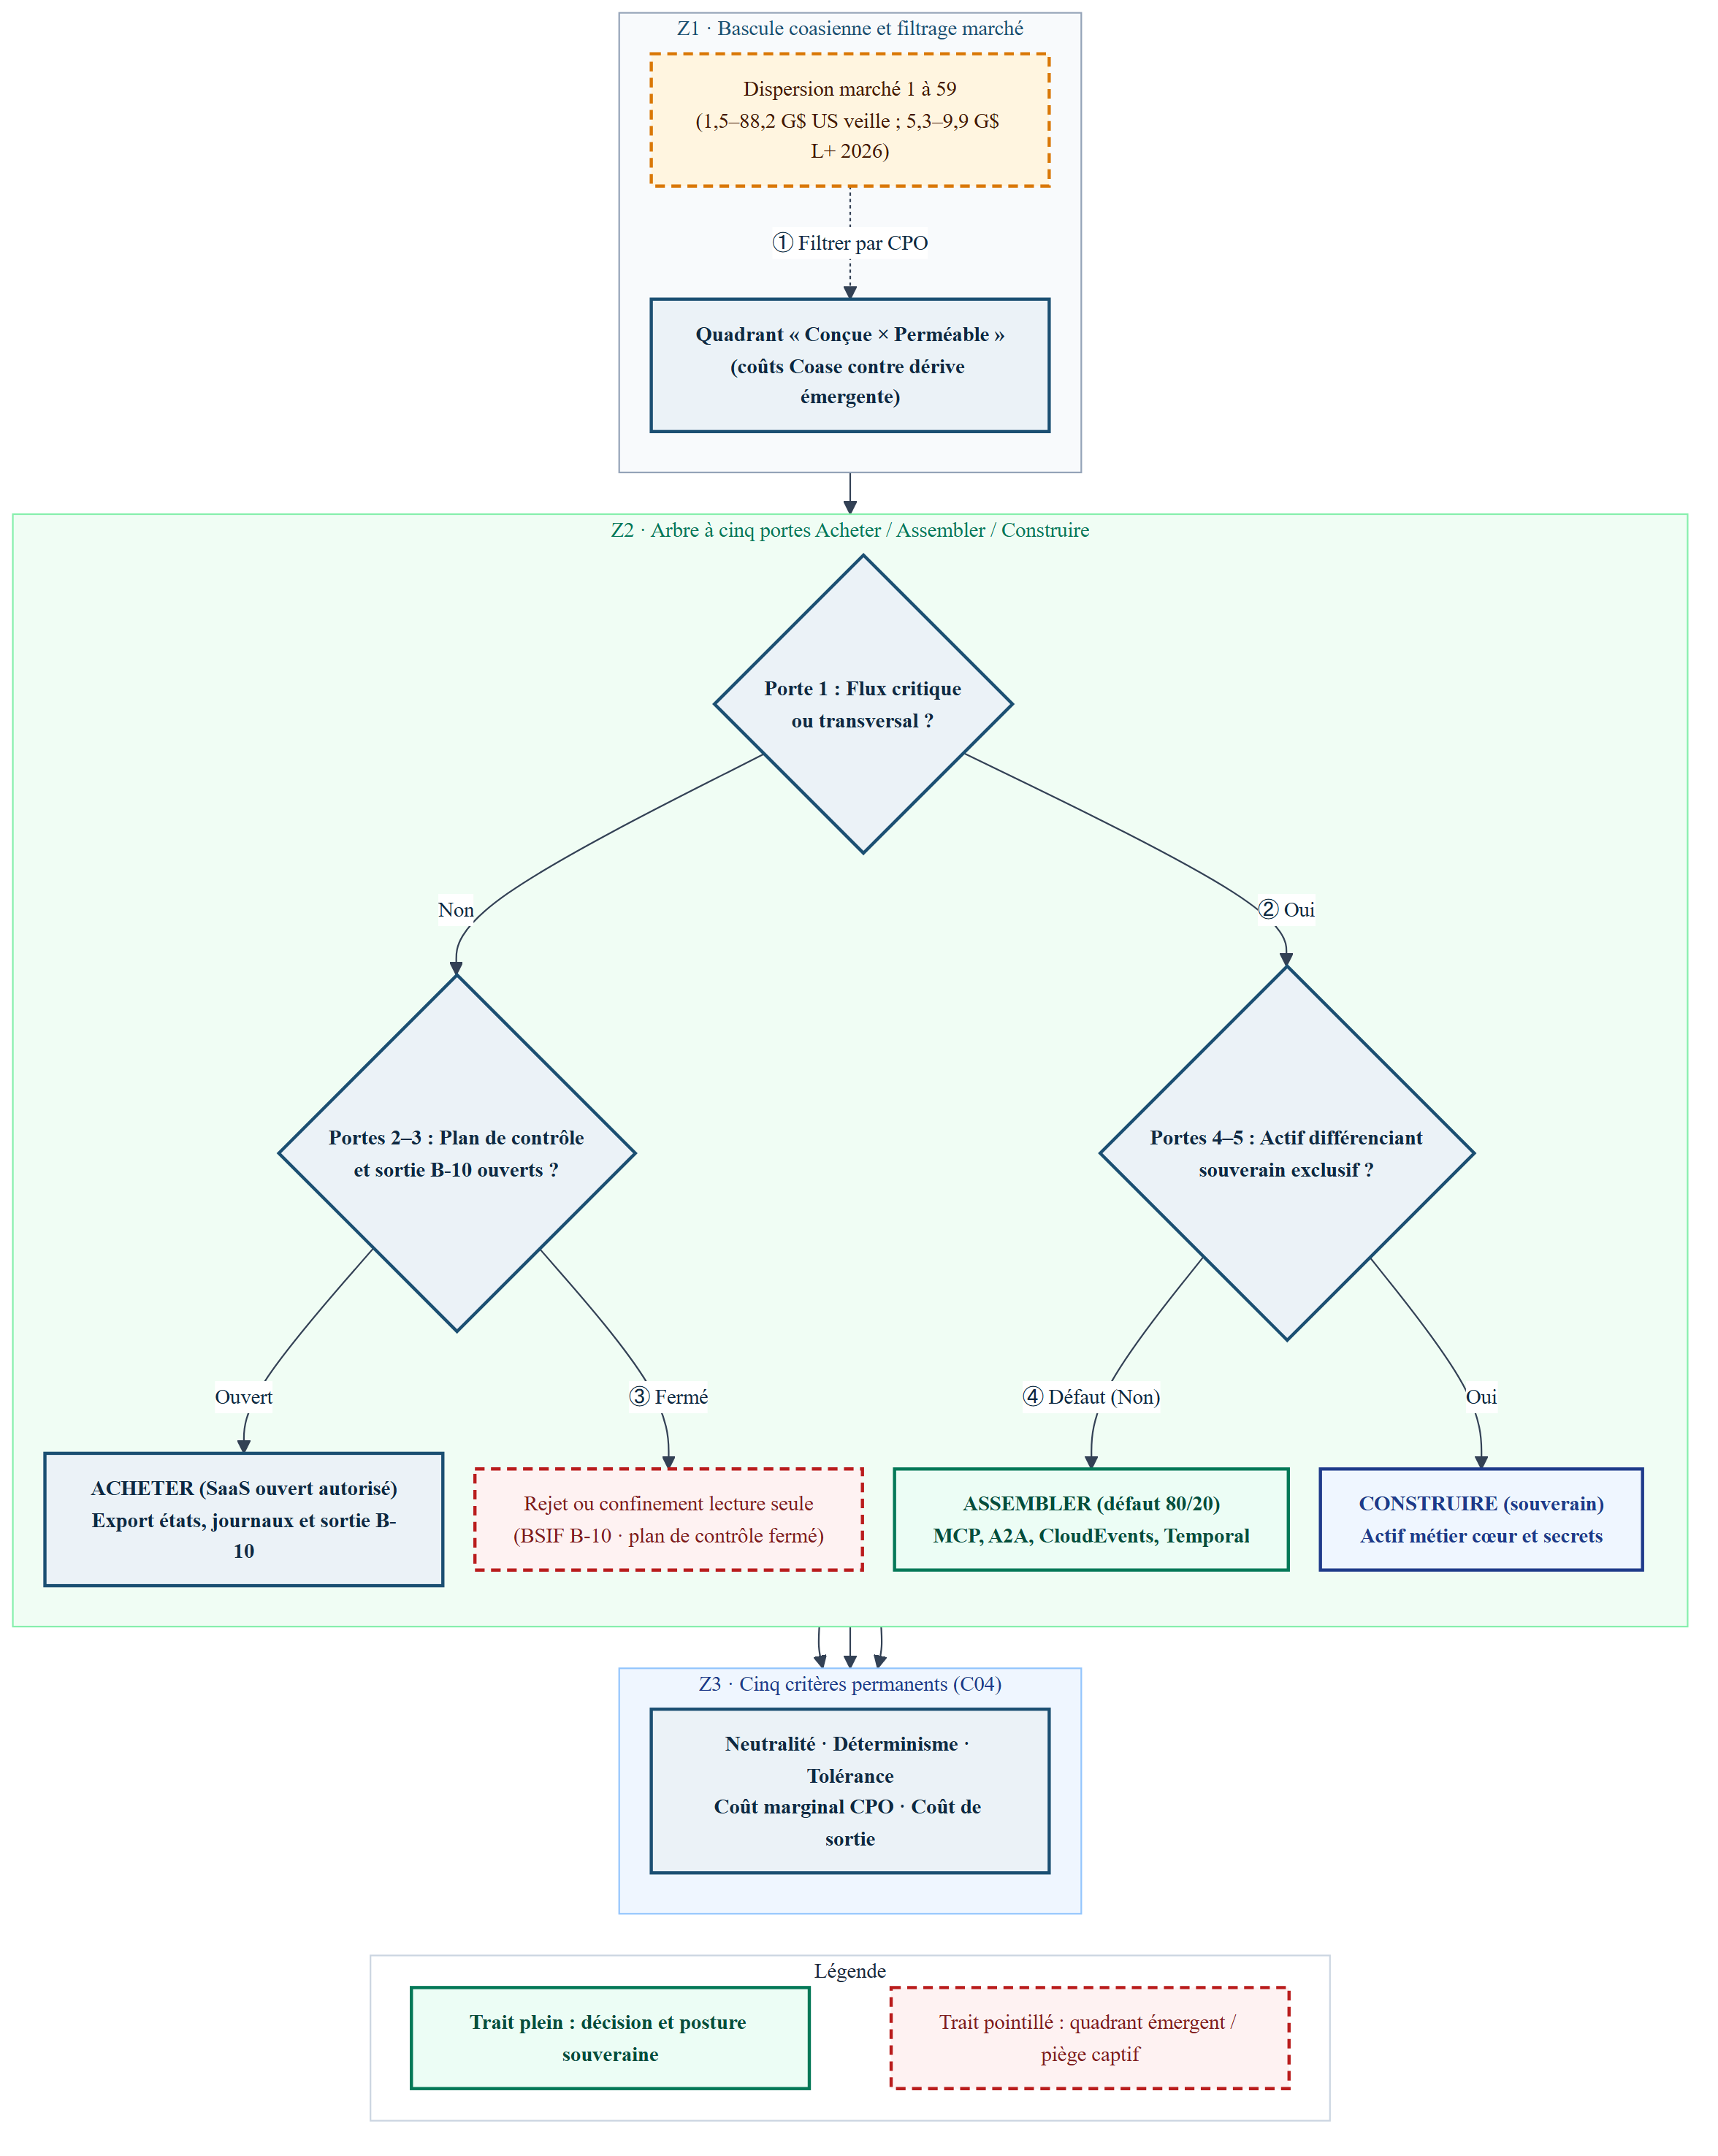 Z1 · Bascule coasienne et filtrage marché
Dispersion marché 1 à 59
(1,5–88,2 G$ US veille ; 5,3–9,9 G$
L+ 2026)
① Filtrer par CPO
Quadrant « Conçue × Perméable »
(coûts Coase contre dérive
émergente)
Z2 · Arbre à cinq portes Acheter / Assembler / Construire
Porte 1 : Flux critique
ou transversal ?
Non
② Oui
Portes 2–3 : Plan de contrôle
et sortie B-10 ouverts ?
Portes 4–5 : Actif différenciant
souverain exclusif ?
Ouvert
③ Fermé
④ Défaut (Non)
Oui
ACHETER (SaaS ouvert autorisé)
Export états, journaux et sortie B-
10
Rejet ou confinement lecture seule
(BSIF B-10 · plan de contrôle fermé)
ASSEMBLER (défaut 80/20)
MCP, A2A, CloudEvents, Temporal
CONSTRUIRE (souverain)
Actif métier cœur et secrets
Z3 · Cinq critères permanents (C04)
Neutralité · Déterminisme ·
Tolérance
Coût marginal CPO · Coût de
sortie
Légende
Trait plein : décision et posture
souveraine
Trait pointillé : quadrant émergent /
piège captif